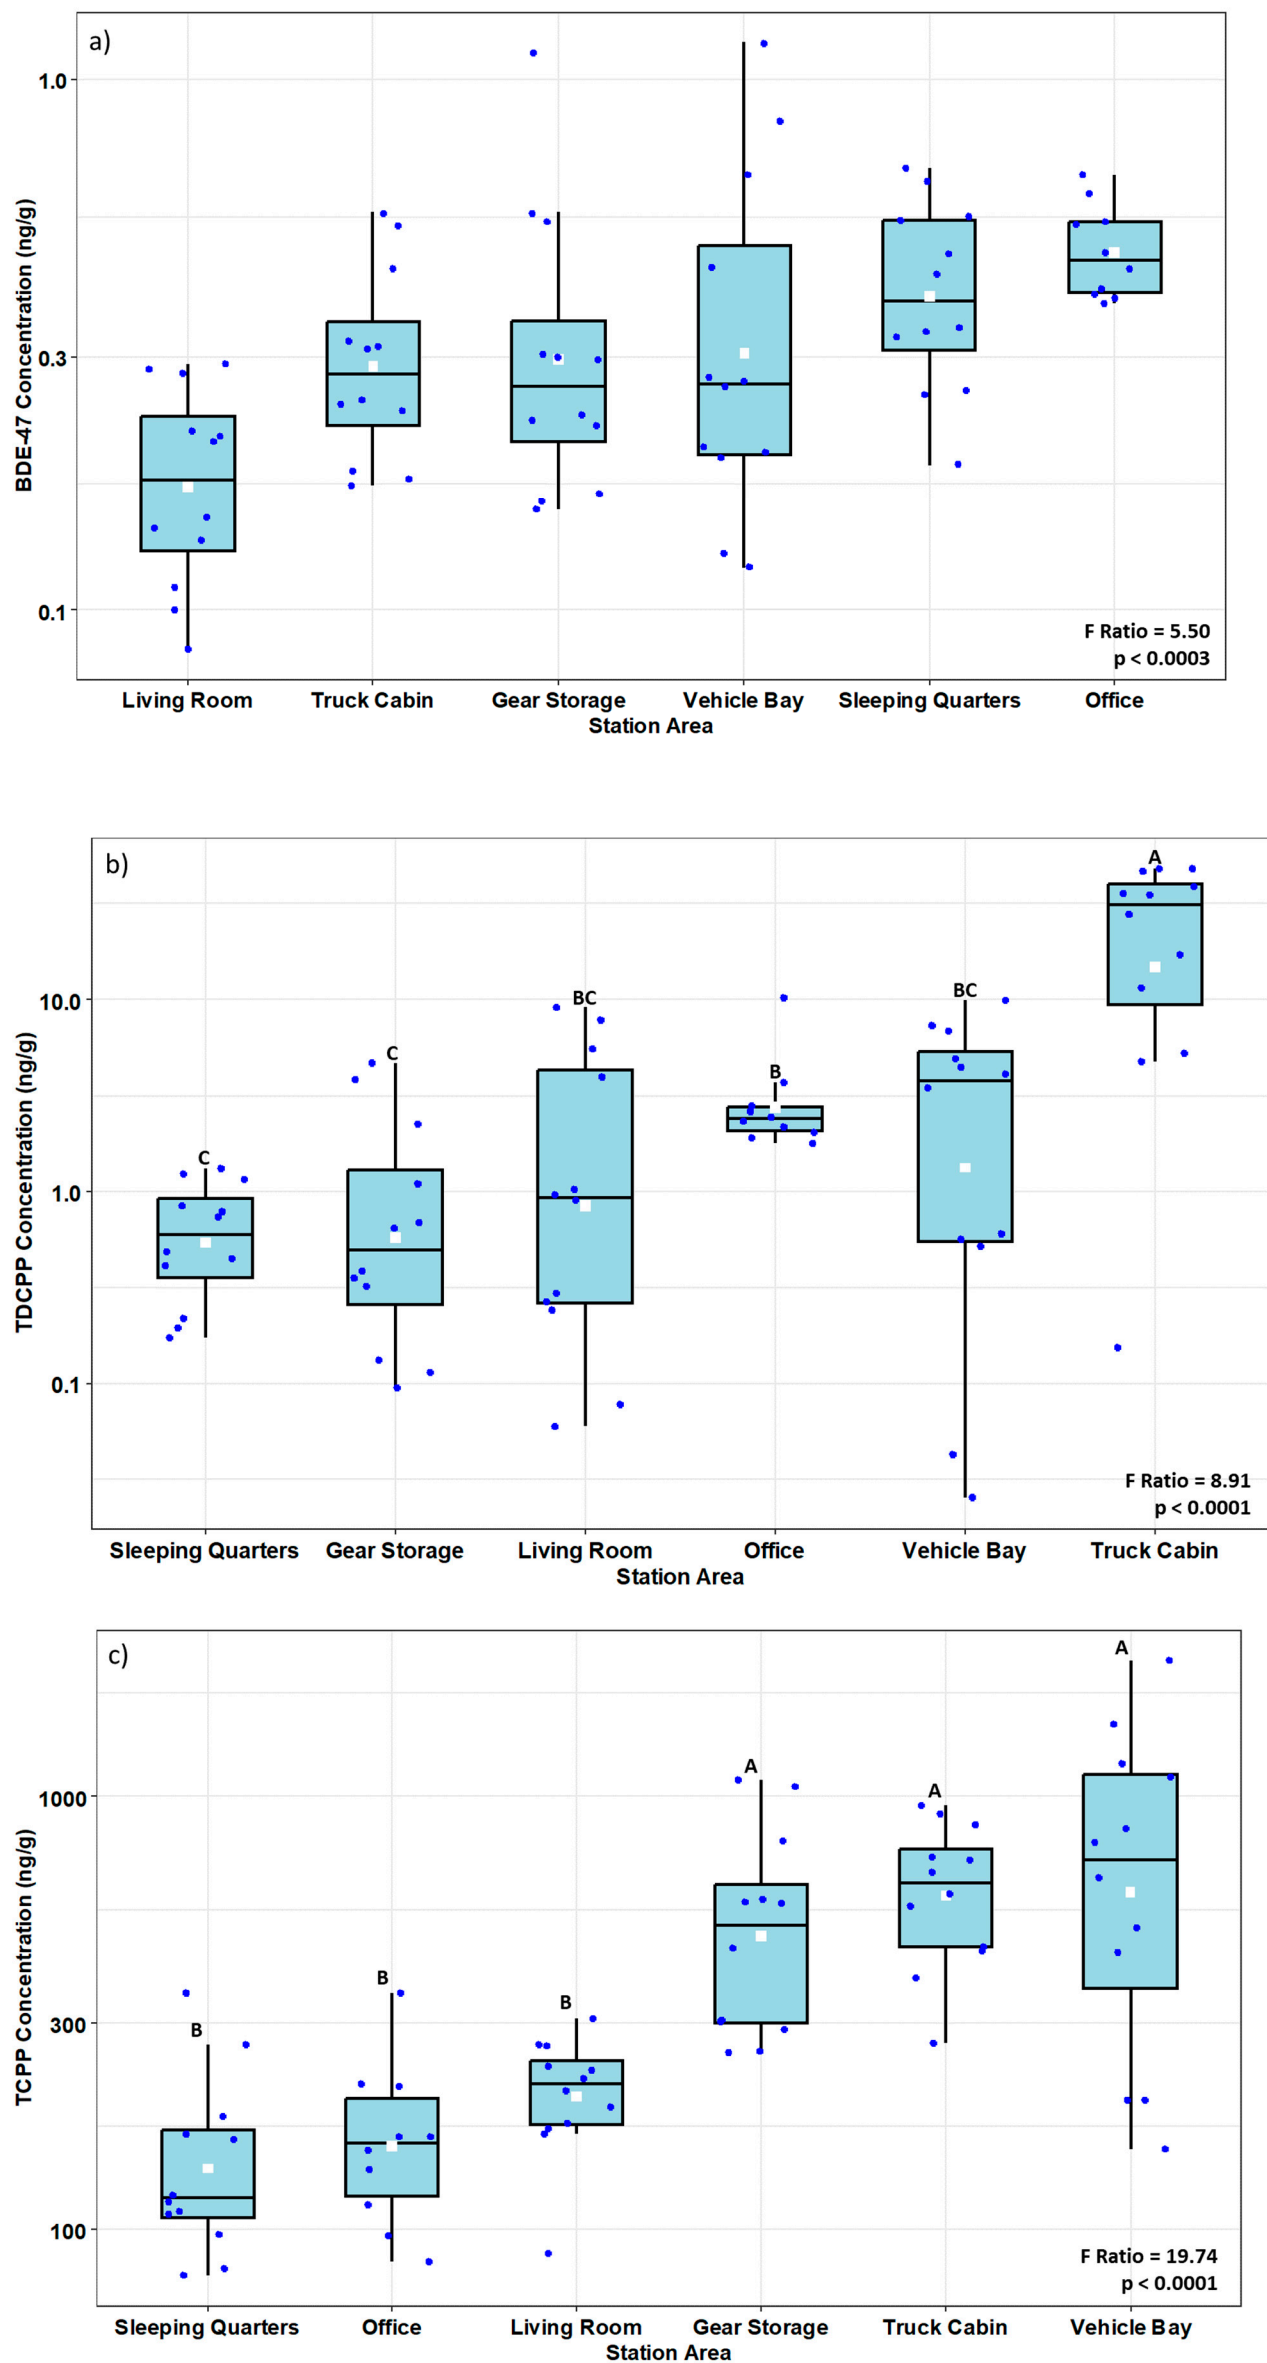 a)
BDE-47 Concentration (ng/g)
1.0
0.3
0.1
F Ratio = 5.50
p < 0.0003
Living Room Truck Cabin Gear Storage Vehicle Bay Sleeping Quarters Office
Station Area
b)
TDCPP Concentration (ng/g)
A
10.0
BC BC
C
B
C
1.0
0.1
F Ratio = 8.91
p < 0.0001
Sleeping Quarters Gear Storage Living Room Office Vehicle Bay Truck Cabin
Station Area
c)
TCPP Concentration (ng/g)
A
A
A
1000
B
B
B
300
100
F Ratio = 19.74
p < 0.0001
Sleeping Quarters Office Living Room Gear Storage Truck Cabin Vehicle Bay
Station Area